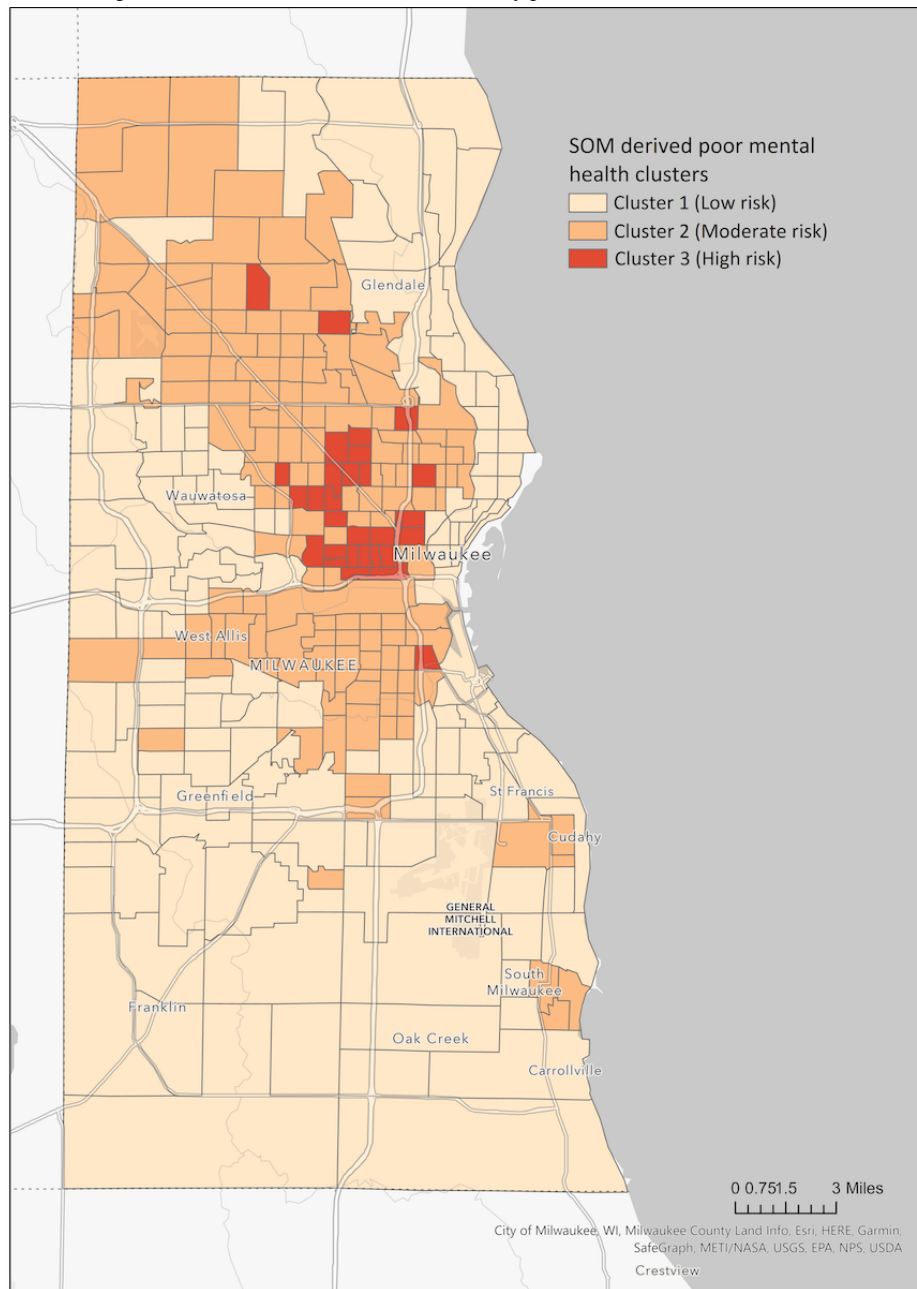 SOM derived poor mental
health clusters
Cluster 1 (Low risk)
Cluster 2 (Moderate risk)
Cluster 3 (High risk)
Glendale
Wauwatosa
Milwaukee
West Allis
MILWAUKEE
Greenfield
St Francis
Cudahy
GENERAL
MITCHELL
INTERNATIONAL
South
Milwaukee
Franklin
Oak Creek
Carrollville
0 0.751.5 3 Miles
City of Milwaukee, WI, Milwaukee County Land Info, Esri, HERE, Garmin,
SafeGraph, METI/NASA, USGS, EPA, NPS, USDA
Crestview